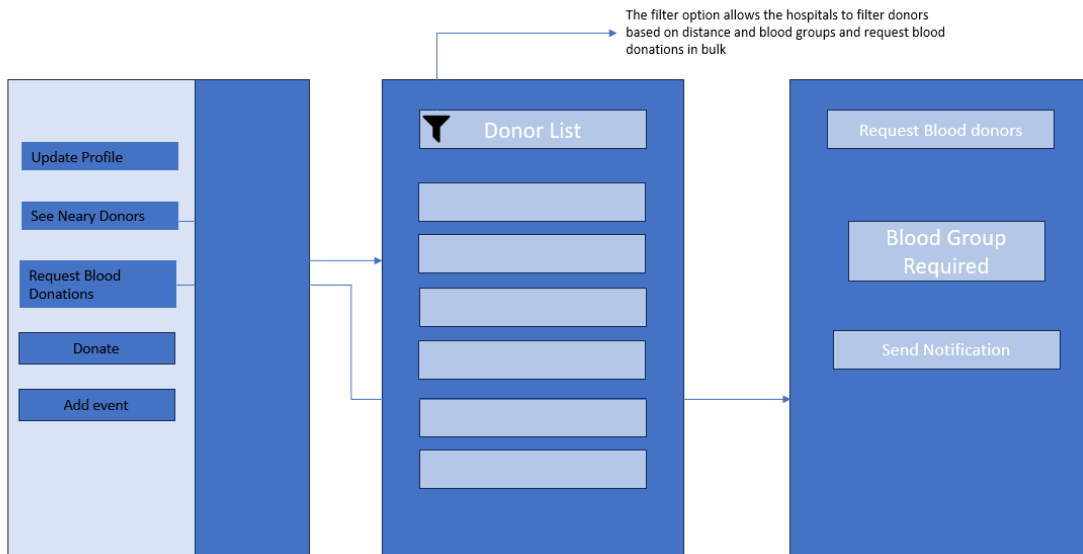 The filter option allows the hospitals to filter donors
based on distance and blood groups and request blood
donations in bulk
Update Profile
See Neary Donors
Request Blood
Donations
Donate
Add event
Donor List
Request Blood donors
Blood Group
Required
Send Notification